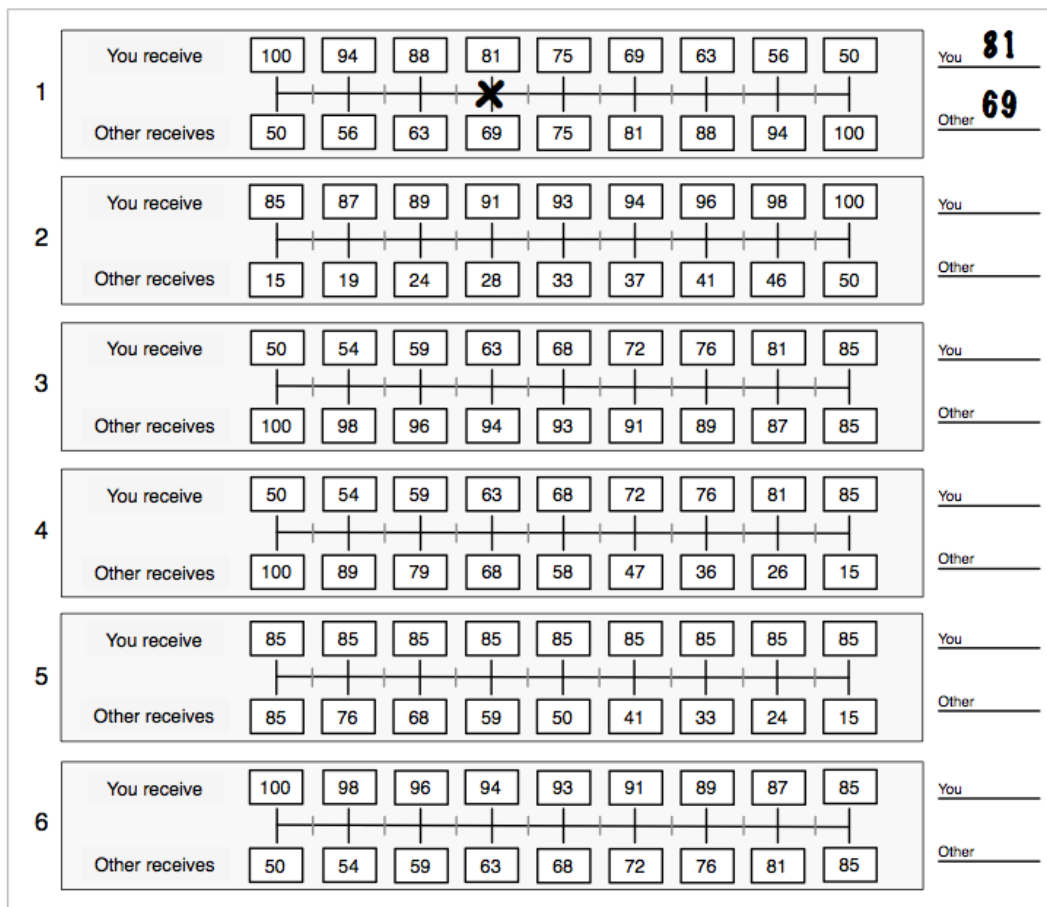 You receive 100 94 88 81 75 69 63 56 50 You 81
1
Other receives 50 56 63 69 75 81 88 94 100 Other 69
You receive 85 87 89 91 93 94 96 98 100 You
2
Other receives 15 19 24 28 33 37 41 46 50 Other
You receive 50 54 59 63 68 72 76 81 85 You
3
Other receives 100 98 96 94 93 91 89 87 85 Other
You receive 50 54 59 63 68 72 76 81 85 You
4
Other receives 100 89 79 68 58 47 36 26 15 Other
You receive 85 85 85 85 85 85 85 85 85 You
5
Other receives 85 76 68 59 50 41 33 24 15 Other
You receive 100 98 96 94 93 91 89 87 85 You
6
Other receives 50 54 59 63 68 72 76 81 85 Other